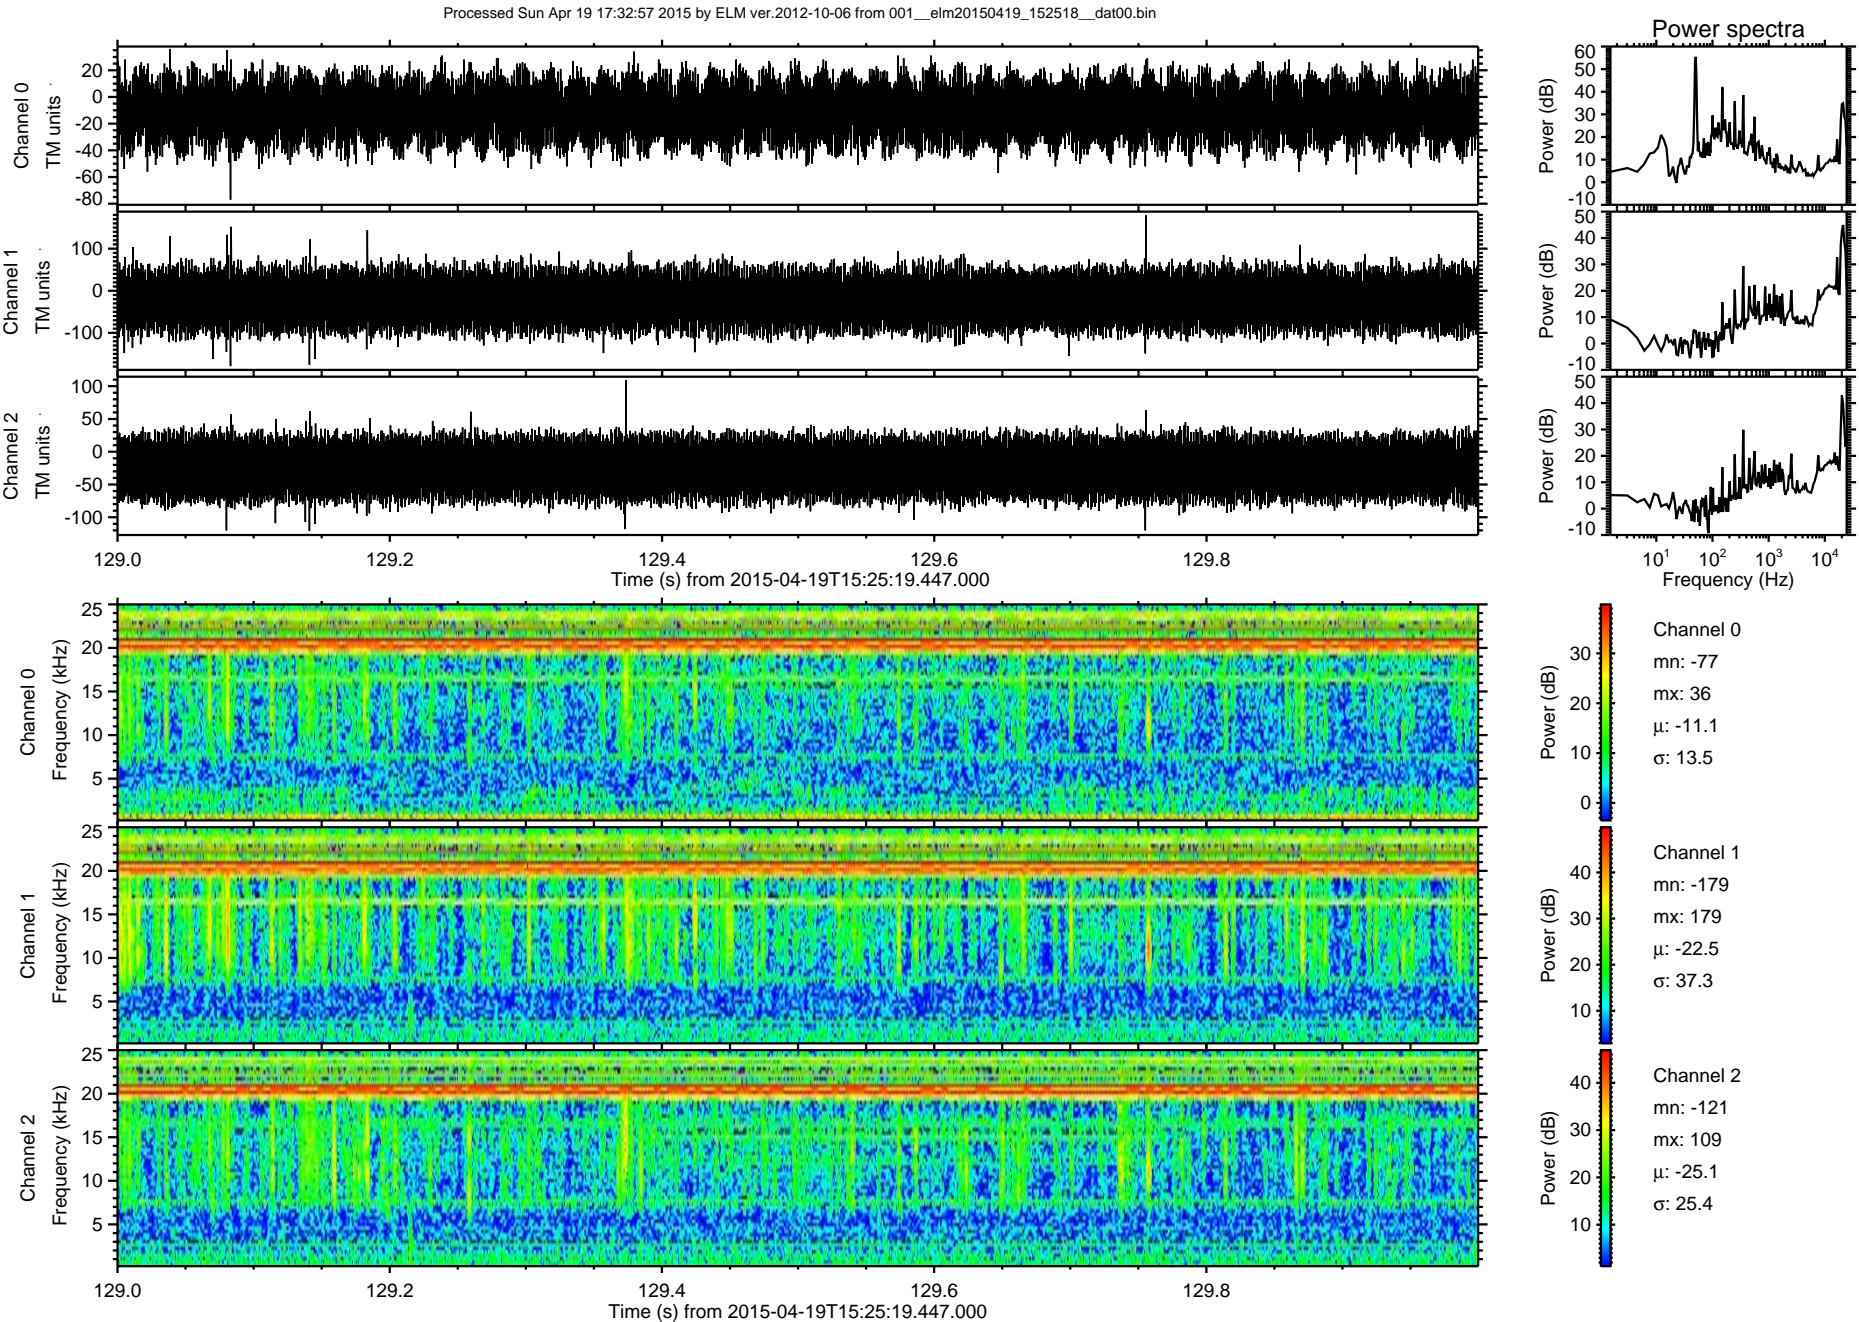 Processed Sun Apr 19 17:32:57 2015 by ELM ver.2012-10-06 from 001__elm20150419_152518__dat00.bin
Power spectra
Channel 0
TM units
20
0
-20
-40
-60
-80
Power (dB)
60
50
40
30
20
10
0
-10
Channel 1
TM units
100
0
-100
Power (dB)
50
40
30
20
10
0
-10
Channel 2
TM units
100
50
0
-50
-100
Power (dB)
50
40
30
20
10
0
-10
129.0 129.2 129.4 129.6 129.8
Time (s) from 2015-04-19T15:25:19.447.000
10^1 10^2 10^3 10^4
Frequency (Hz)
Channel 0
Frequency (kHz)
25
20
15
10
5
Power (dB)
30
20
10
0
Channel 0
mn: -77
mx: 36
μ: -11.1
σ: 13.5
Channel 1
Frequency (kHz)
25
20
15
10
5
Power (dB)
40
30
20
10
Channel 1
mn: -179
mx: 179
μ: -22.5
σ: 37.3
Channel 2
Frequency (kHz)
25
20
15
10
5
Power (dB)
40
30
20
10
Channel 2
mn: -121
mx: 109
μ: -25.1
σ: 25.4
129.0 129.2 129.4 129.6 129.8
Time (s) from 2015-04-19T15:25:19.447.000